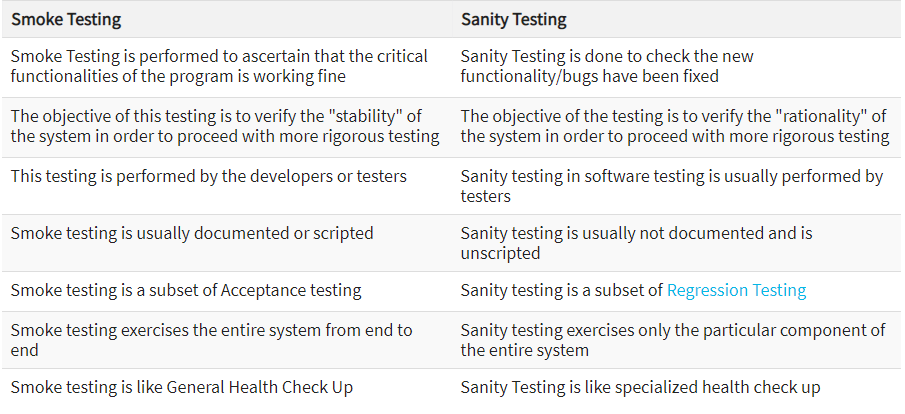 Smoke Testing
Sanity Testing
Smoke Testing is performed to ascertain that the critical
functionalities of the program is working fine
Sanity Testing is done to check the new
functionality/bugs have been fixed
The objective of this testing is to verify the "stability" of
the system in order to proceed with more rigorous testing
The objective of the testing is to verify the "rationality" of
the system in order to proceed with more rigorous testing
This testing is performed by the developers or testers
Sanity testing in software testing is usually performed by
testers
Smoke testing is usually documented or scripted
Sanity testing is usually not documented and is
unscripted
Smoke testing is a subset of Acceptance testing
Sanity testing is a subset of Regression Testing
Smoke testing exercises the entire system from end to
end
Sanity testing exercises only the particular component of
the entire system
Smoke testing is like General Health Check Up
Sanity Testing is like specialized health check up